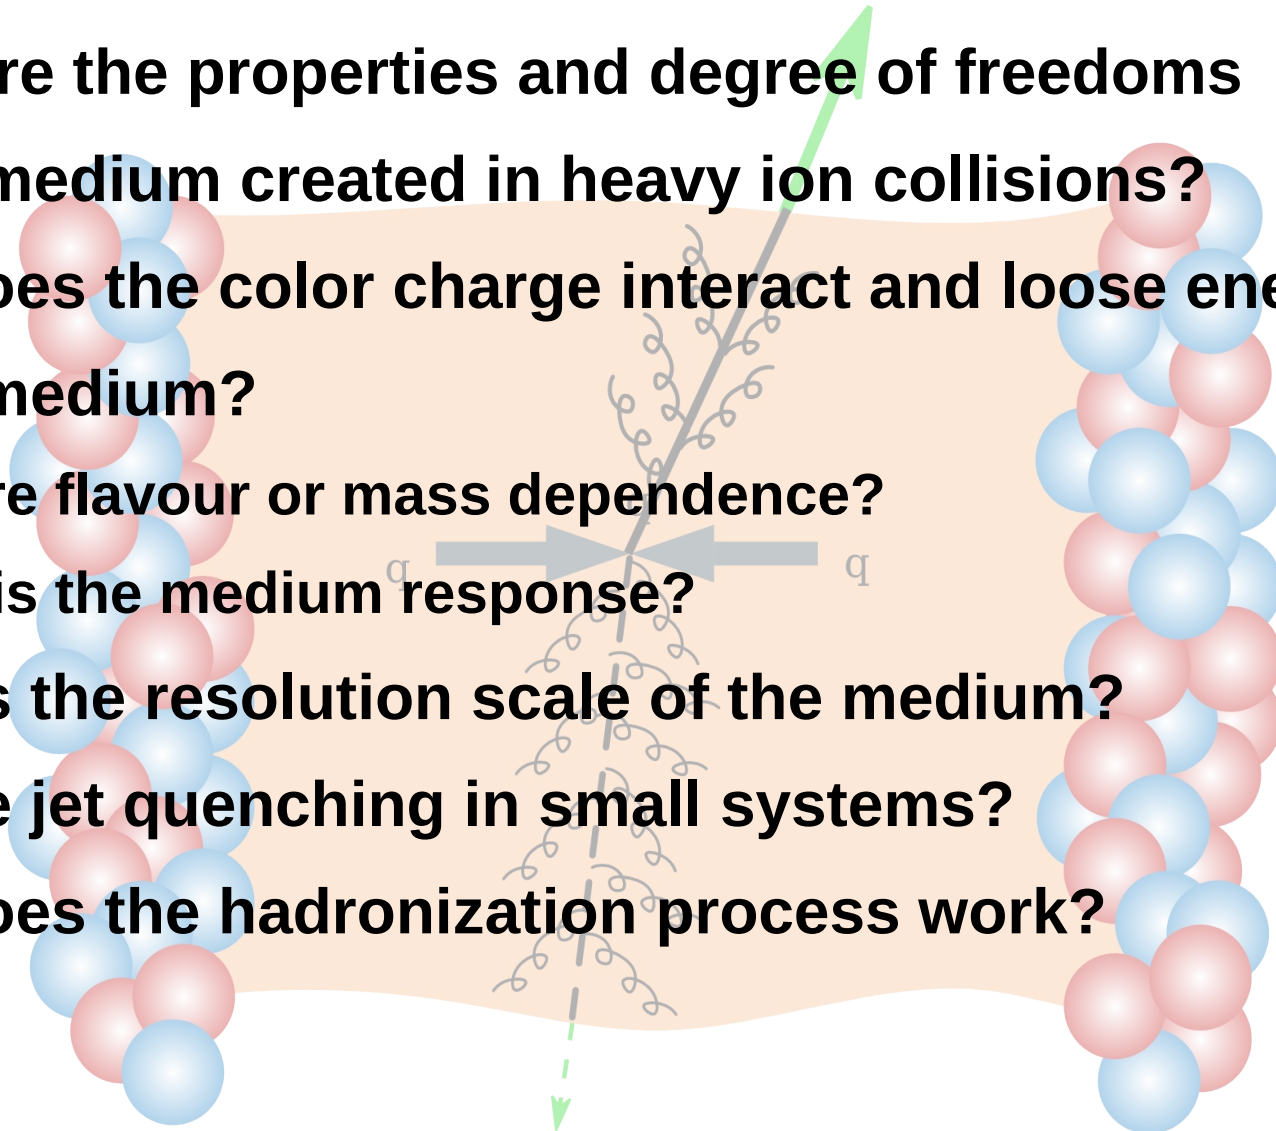 re the properties and degree of freedoms
medium created in heavy ion collisions?
oes the color charge interact and loose ene
medium?
re flavour or mass dependence?
q q
is the medium response?
s the resolution scale of the medium?
e jet quenching in small systems?
oes the hadronization process work?